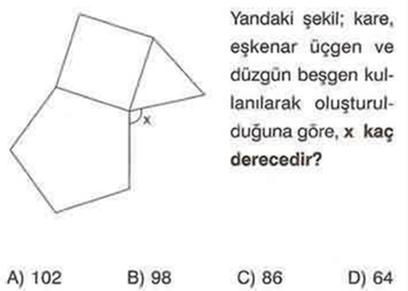 Yandaki şekil; kare,
eşkenar üçgen ve
düzgün beşgen kul-
lanılarak oluşturul-
duğuna göre, x kaç
derecedir?
x
A) 102 B) 98 C) 86 D) 64